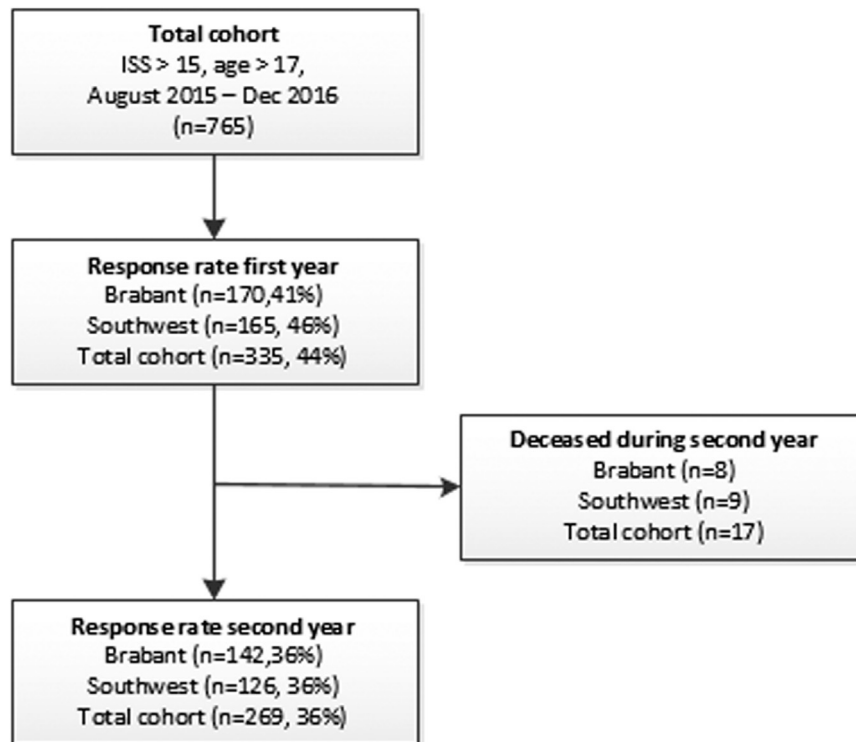 Total cohort
ISS > 15, age > 17,
August 2015 – Dec 2016
(n=765)
Response rate first year
Brabant (n=170,41%)
Southwest (n=165, 46%)
Total cohort (n=335, 44%)
Deceased during second year
Brabant (n=8)
Southwest (n=9)
Total cohort (n=17)
Response rate second year
Brabant (n=142,36%)
Southwest (n=126, 36%)
Total cohort (n=269, 36%)